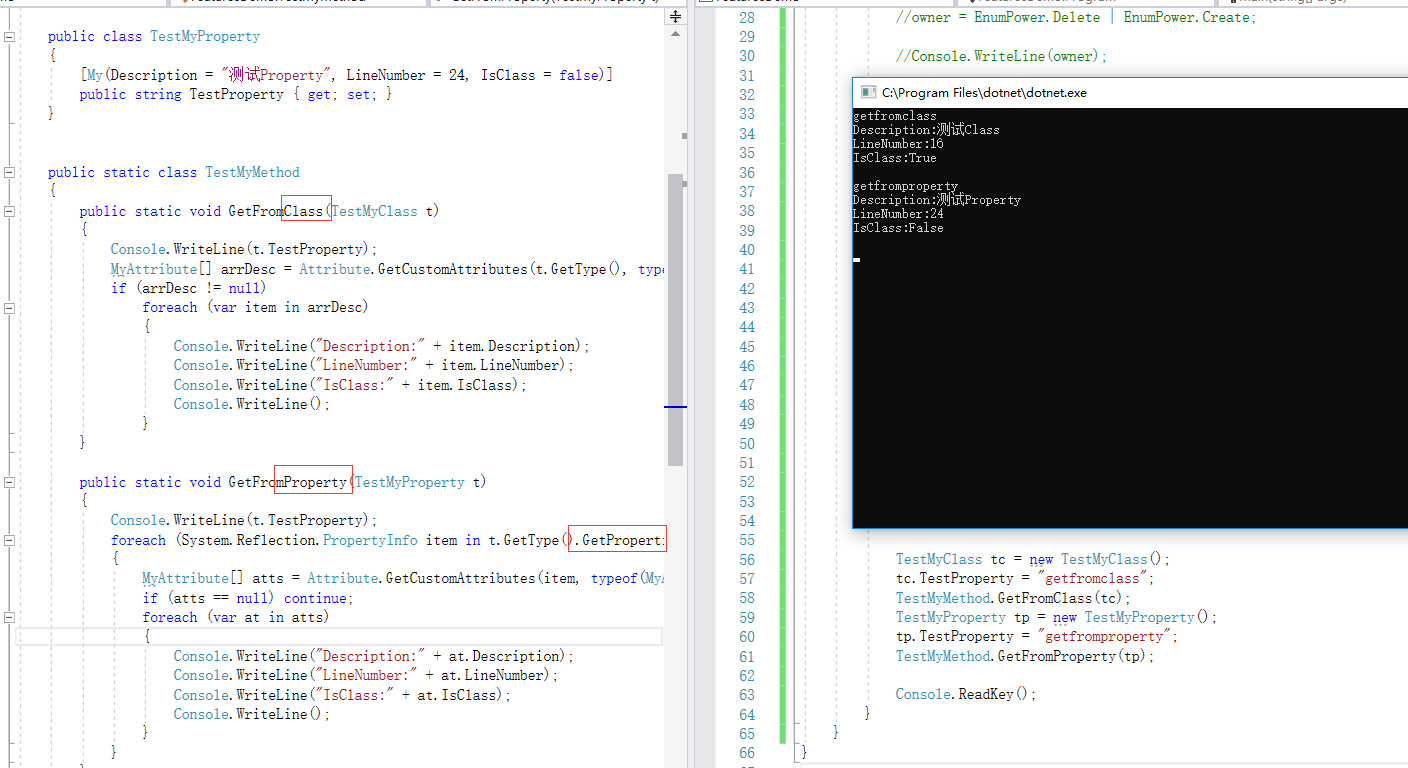 public class TestMyProperty
{
[My(Description = "测试Property", LineNumber = 24, IsClass = false)]
public string TestProperty { get; set; }
}
public static class TestMyMethod
{
public static void GetFromClass(TestMyClass t)
{
Console.WriteLine(t.TestProperty);
MyAttribute[] arrDesc = Attribute.GetCustomAttributes(t.GetType(), type
if (arrDesc != null)
foreach (var item in arrDesc)
{
Console.WriteLine("Description:" + item.Description);
Console.WriteLine("LineNumber:" + item.LineNumber);
Console.WriteLine("IsClass:" + item.IsClass);
Console.WriteLine();
}
}
public static void GetFromProperty(TestMyProperty t)
{
Console.WriteLine(t.TestProperty);
foreach (System.Reflection.PropertyInfo item in t.GetType().GetProperti
{
MyAttribute[] atts = Attribute.GetCustomAttributes(item, typeof(MyA
if (atts == null) continue;
foreach (var at in atts)
{
Console.WriteLine("Description:" + at.Description);
Console.WriteLine("LineNumber:" + at.LineNumber);
Console.WriteLine("IsClass:" + at.IsClass);
Console.WriteLine();
}
}
28 //owner = EnumPower.Delete | EnumPower.Create;
29
30 //Console.WriteLine(owner);
31
32
33
34
35
36
37
38
39
40
41
42
43
44
45
46
47
48
49
50
51
52
53
54
55
56 TestMyClass tc = new TestMyClass();
57 tc.TestProperty = "getfromclass";
58 TestMyMethod.GetFromClass(tc);
59 TestMyProperty tp = new TestMyProperty();
60 tp.TestProperty = "getfromproperty";
61 TestMyMethod.GetFromProperty(tp);
62
63 Console.ReadKey();
64 }
65 }
66 }
C:\Program Files\dotnet\dotnet.exe
getfromclass
Description:测试Class
LineNumber:16
IsClass:True
getfromproperty
Description:测试Property
LineNumber:24
IsClass:False